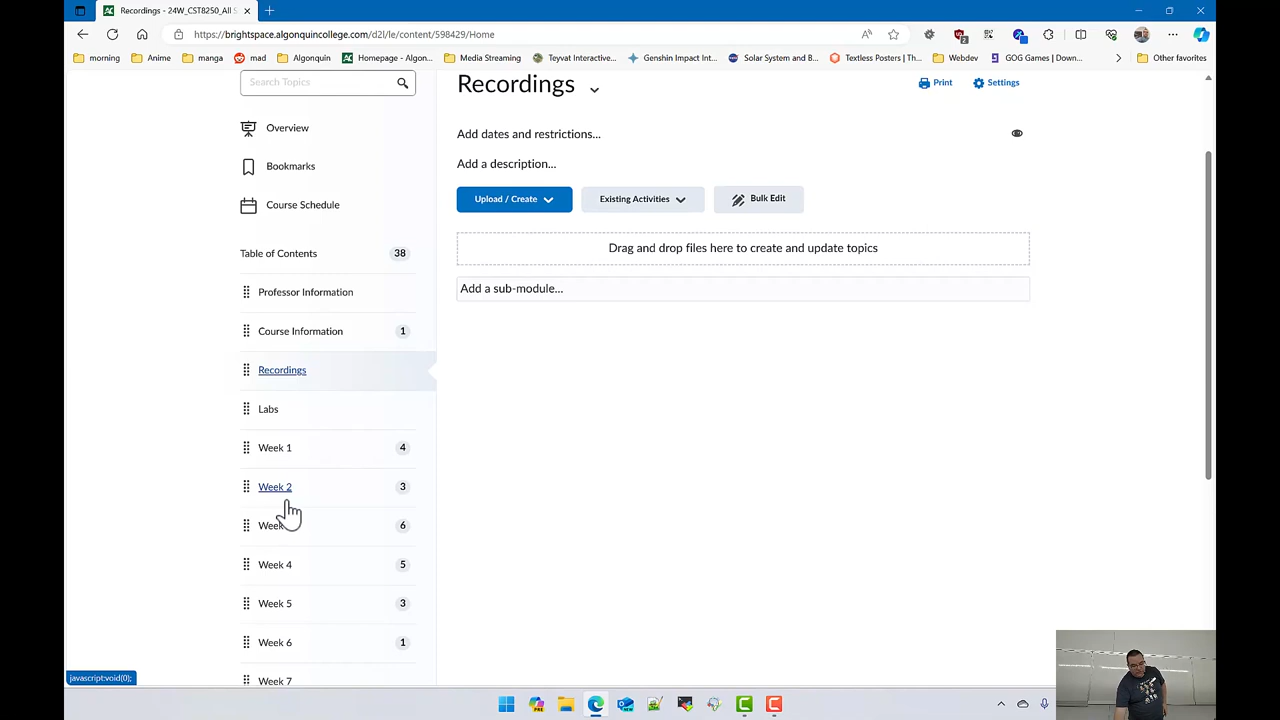 Recordings - 24W_CST8250_All S
https://brightspace.algonquincollege.com/d2l/le/content/598429/Home
morning
Anime
manga
mad
Algonquin
Homepage - Algon...
Media Streaming
Teyvat Interactive...
Genshin Impact Int...
Solar System and B...
Textless Posters | Th...
Webdev
GOG Games | Down...
Other favorites
Search Topics
Overview
Bookmarks
Course Schedule
Table of Contents 38
Professor Information
Course Information 1
Recordings
Labs
Week 1 4
Week 2 3
Week 6
Week 4 5
Week 5 3
Week 6 1
Week 7
Recordings
Print
Settings
Add dates and restrictions...
Add a description...
Upload / Create
Existing Activities
Bulk Edit
Drag and drop files here to create and update topics
Add a sub-module...
javascript:void(0);